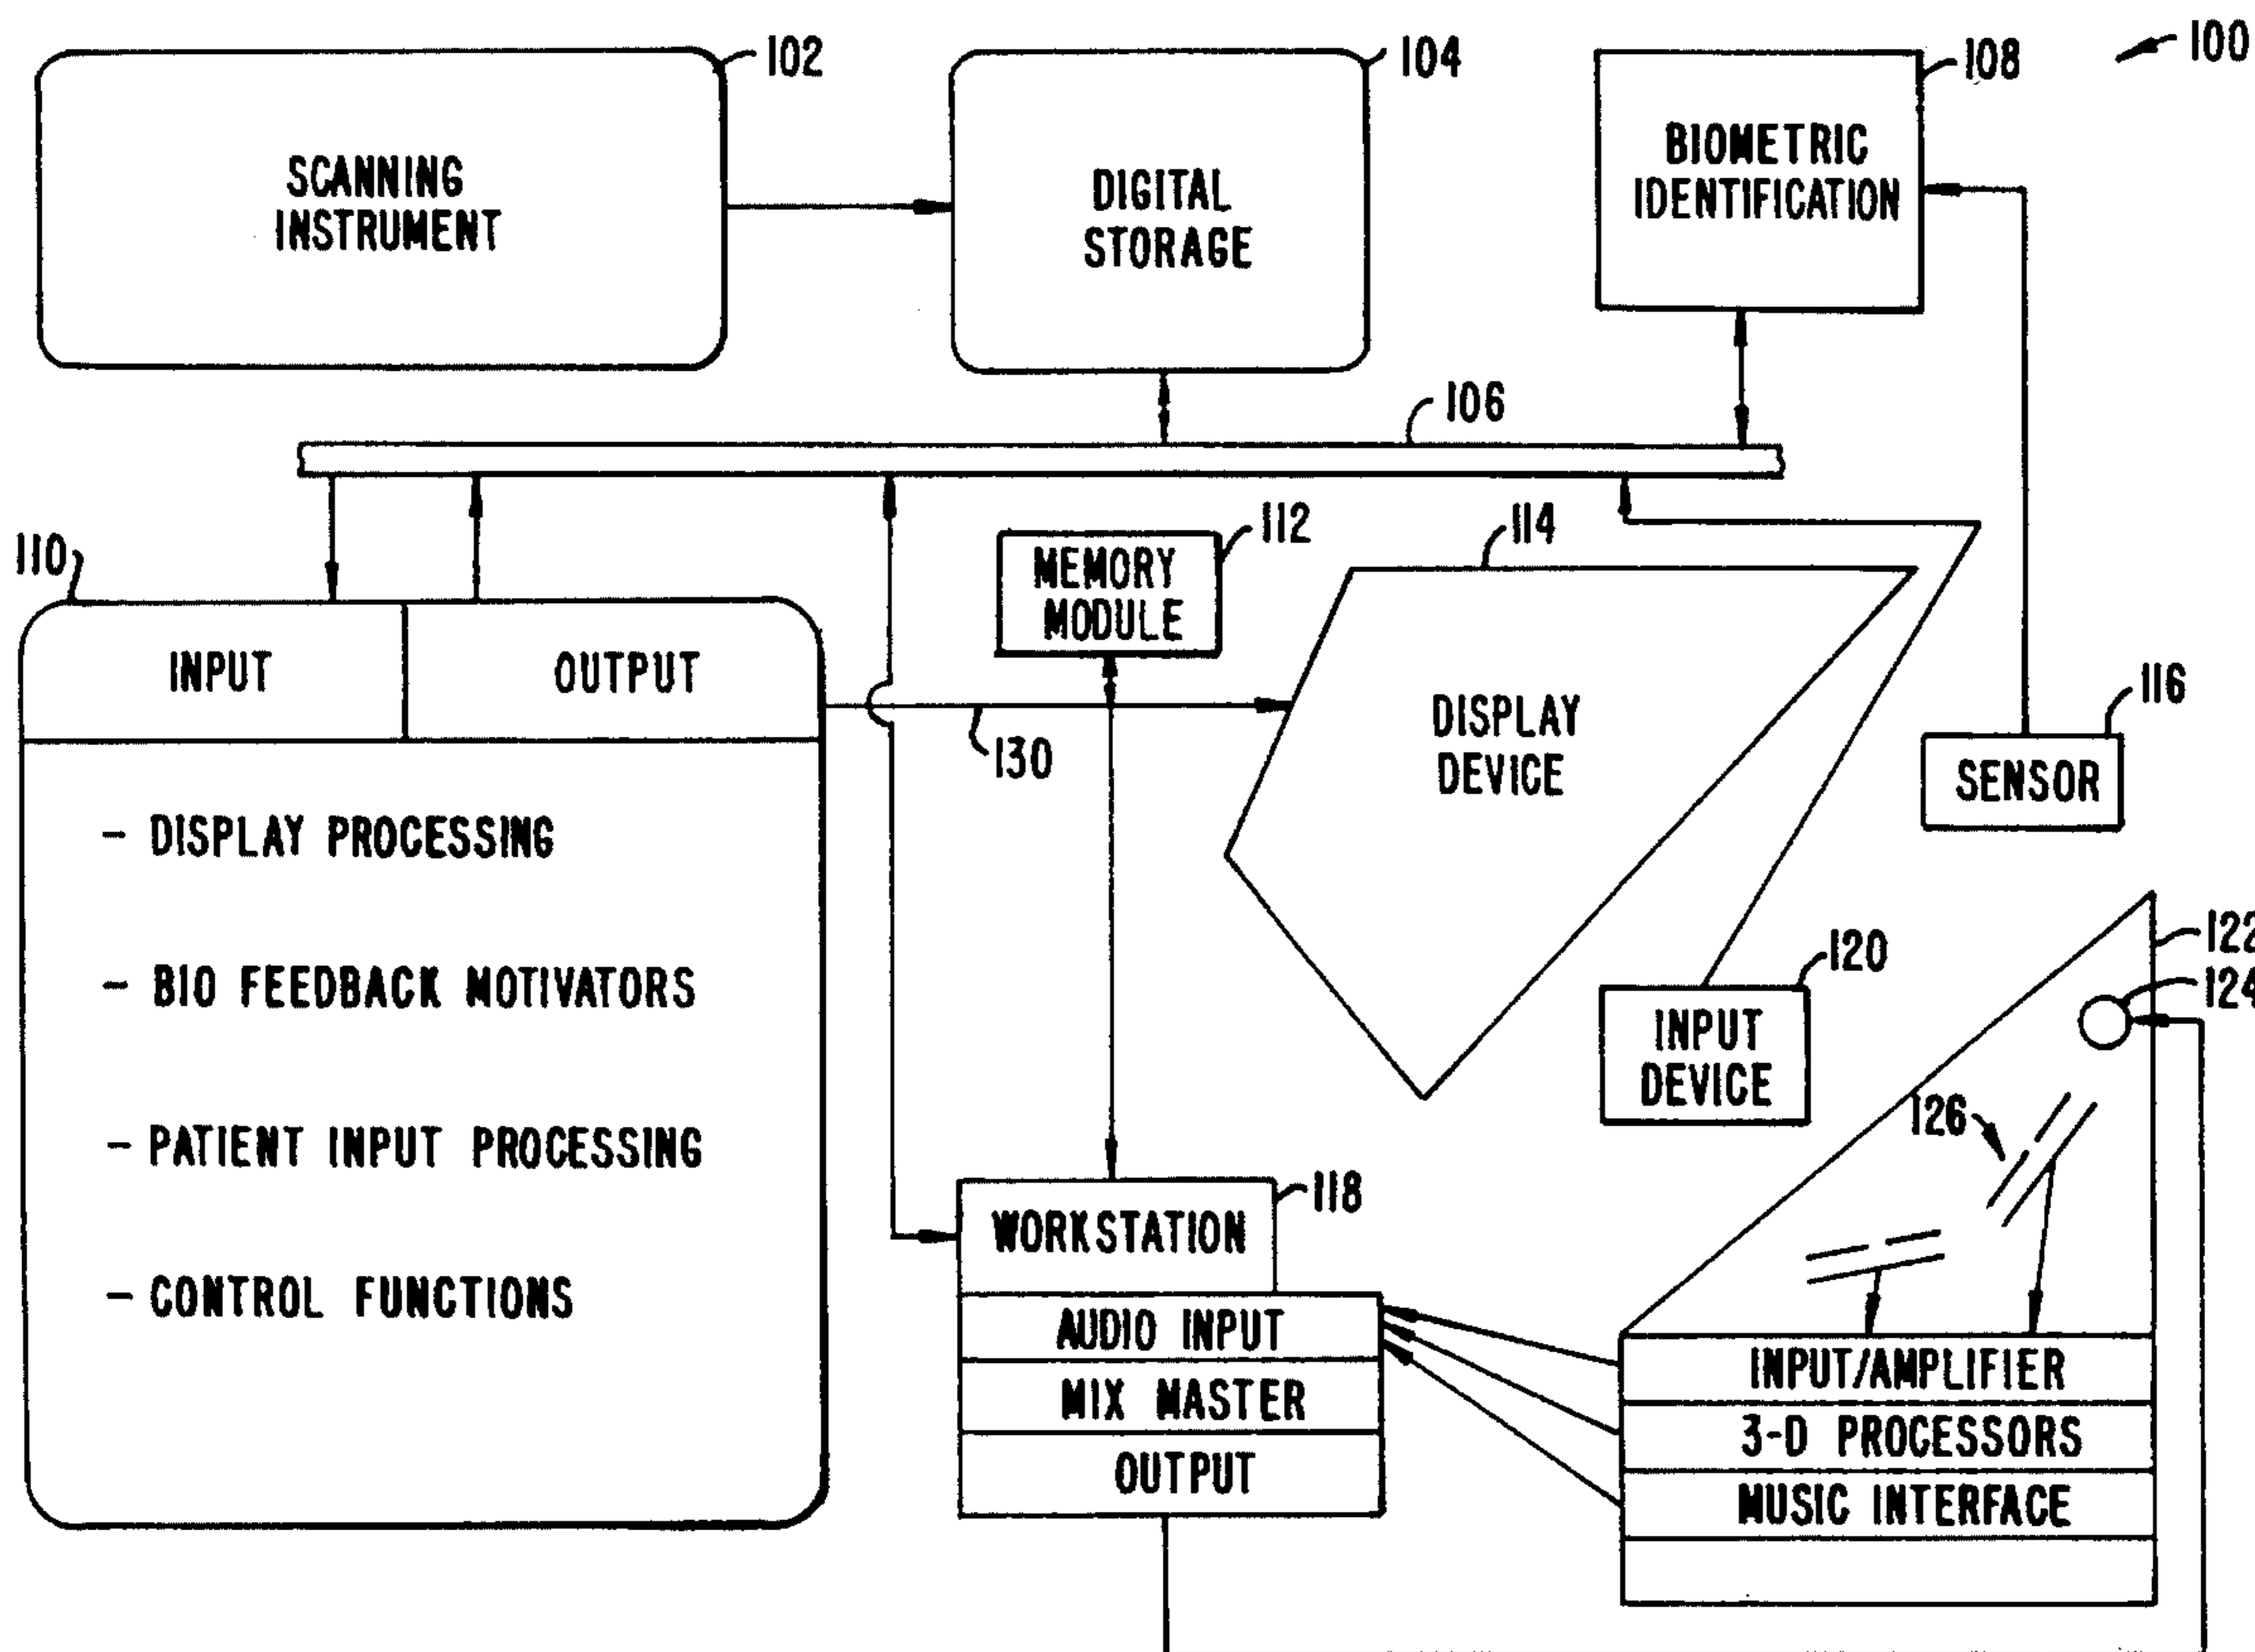 100
102
SCANNING
INSTRUMENT
104
DIGITAL
STORAGE
108
BIOMETRIC
IDENTIFICATION
106
110
INPUT
OUTPUT
- DISPLAY PROCESSING
- BIO FEEDBACK MOTIVATORS
- PATIENT INPUT PROCESSING
- CONTROL FUNCTIONS
112
MEMORY
MODULE
130
114
DISPLAY
DEVICE
116
SENSOR
120
INPUT
DEVICE
122
124
126
118
WORKSTATION
AUDIO INPUT
MIX MASTER
OUTPUT
INPUT/AMPLIFIER
3-D PROCESSORS
MUSIC INTERFACE